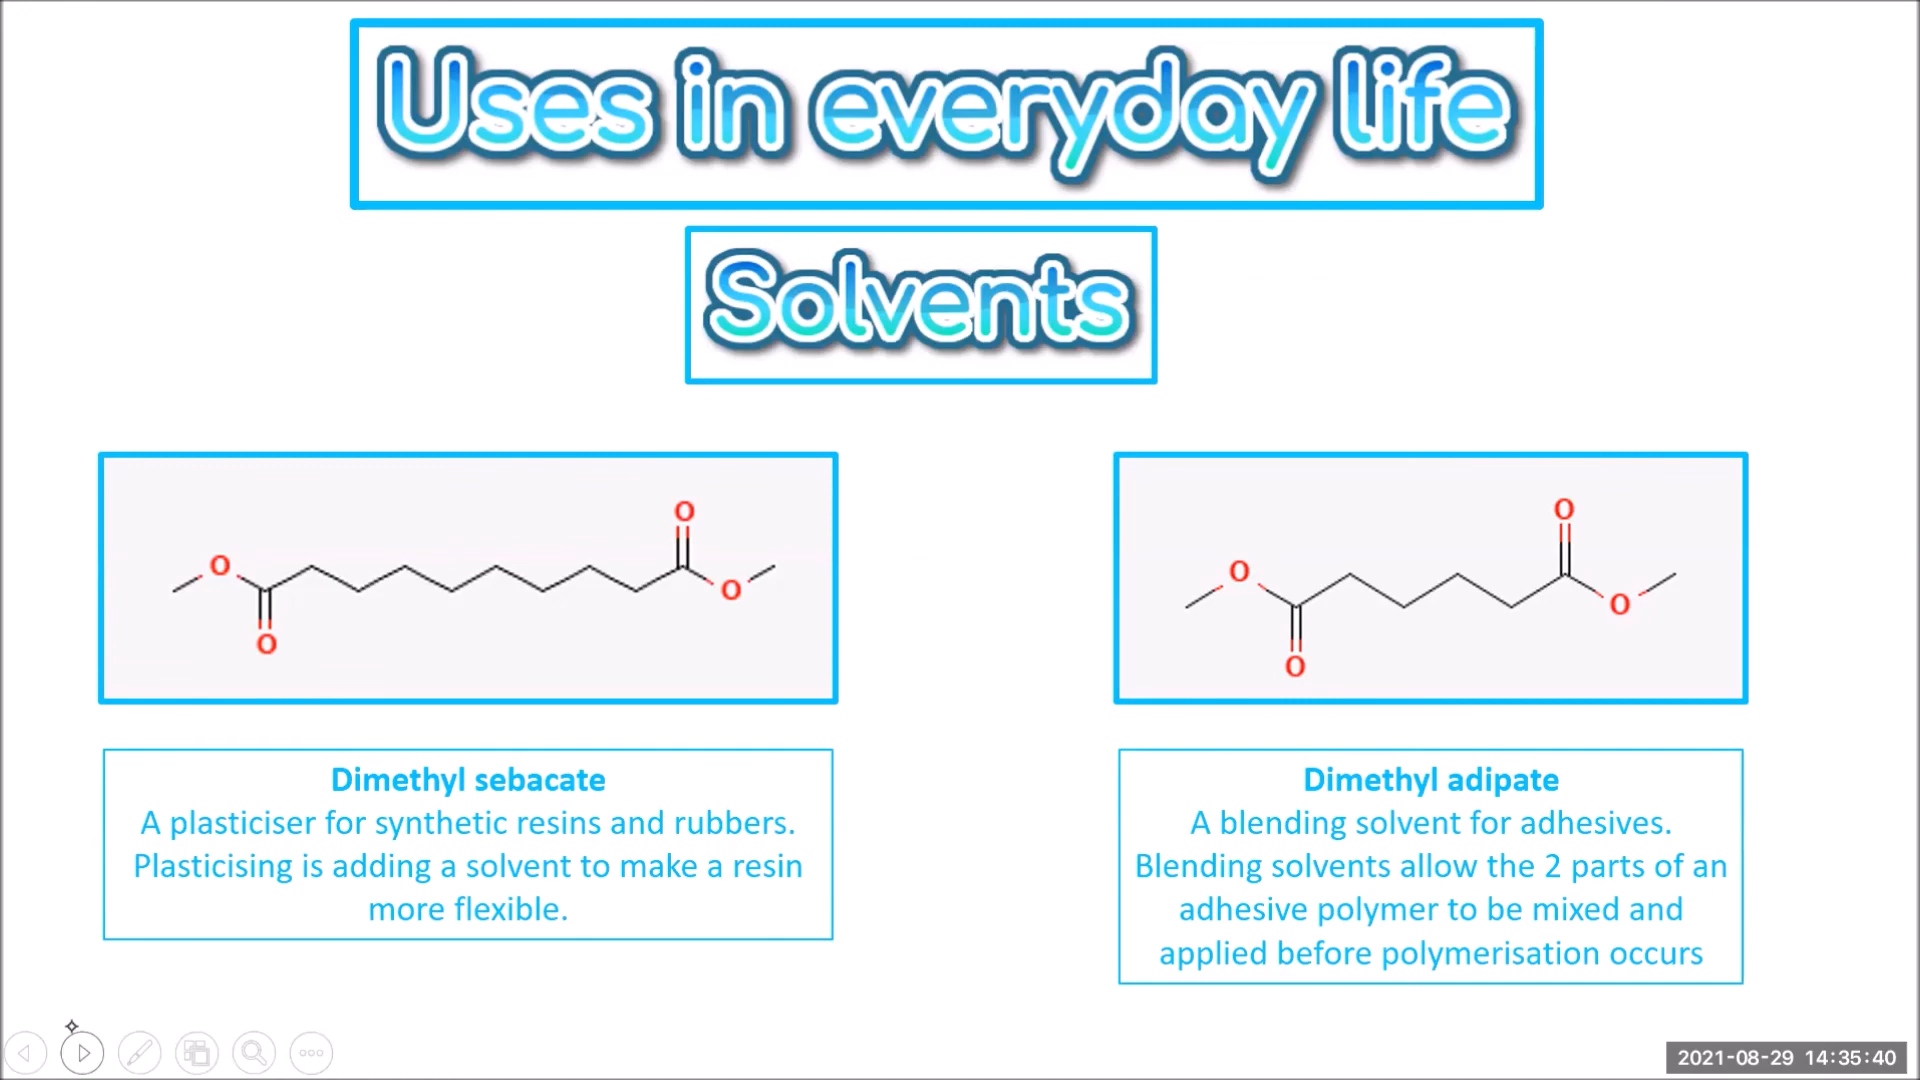 Uses in everyday life
Solvents
O
O
O
O
O
O
O
O
Dimethyl sebacate
A plasticiser for synthetic resins and rubbers.
Plasticising is adding a solvent to make a resin
more flexible.
Dimethyl adipate
A blending solvent for adhesives.
Blending solvents allow the 2 parts of an
adhesive polymer to be mixed and
applied before polymerisation occurs
2021-08-29 14:35:40